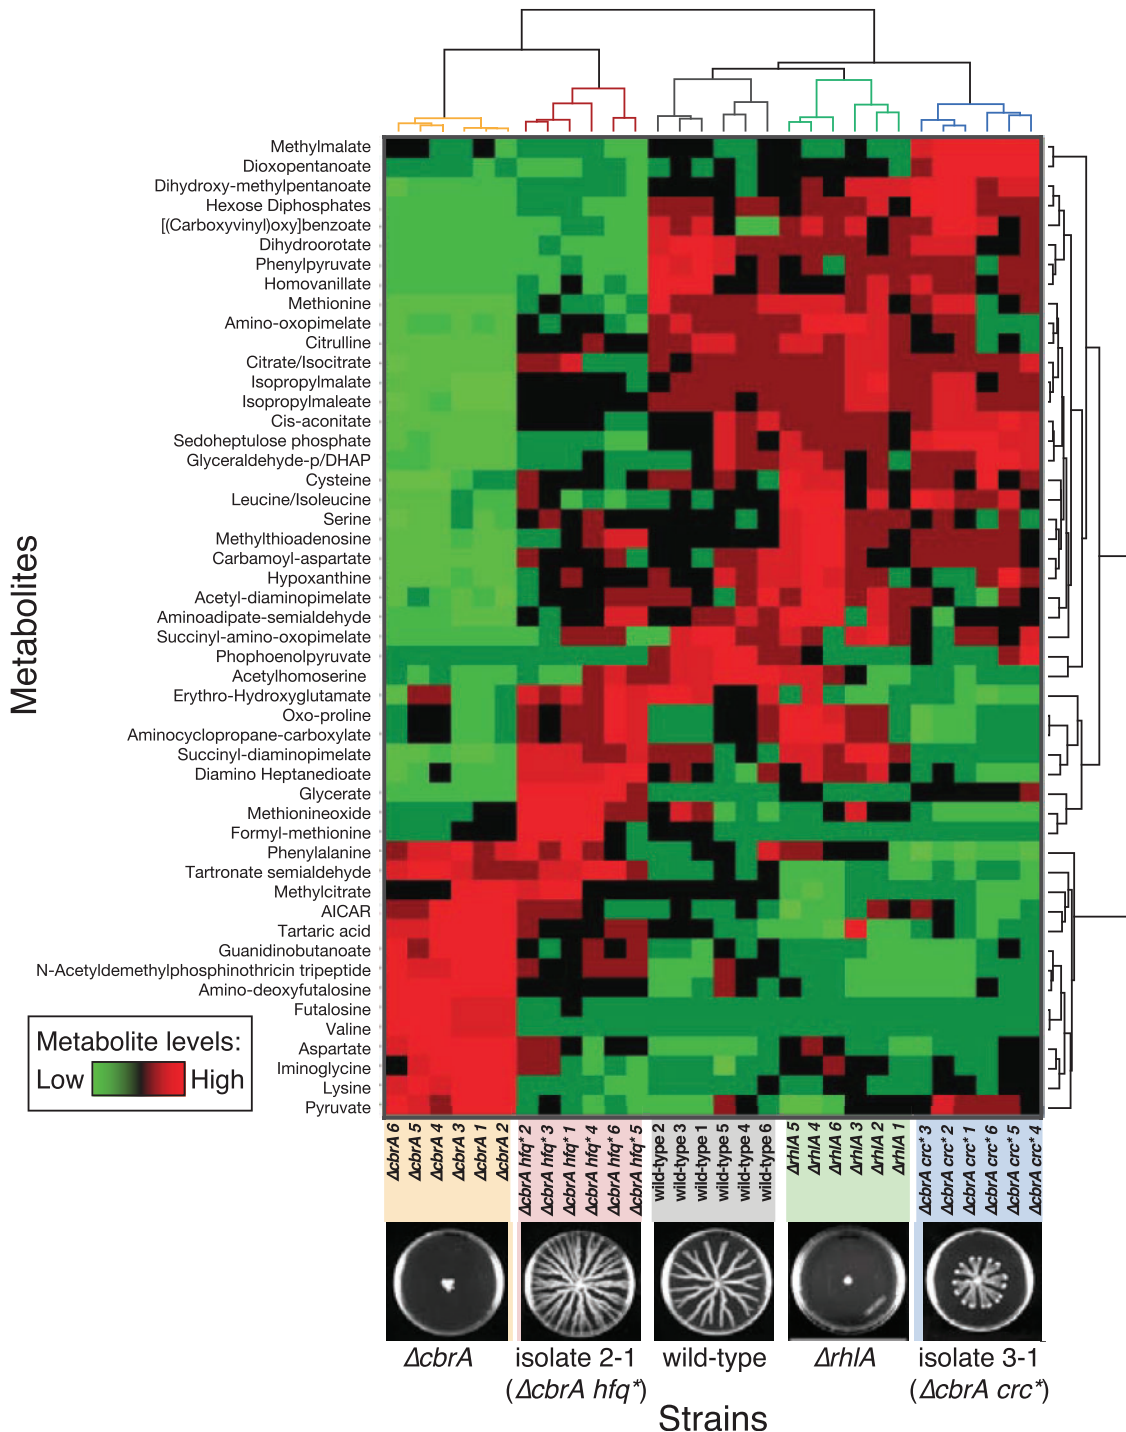 Methylmalate
Dioxopentanoate
Dihydroxy-methylpentanoate
Hexose Diphosphates
[(Carboxyvinyl)oxy]benzoate
Dihydroorotate
Phenylpyruvate
Homovanillate
Methionine
Amino-oxopimelate
Citrulline
Citrate/Isocitrate
Isopropylmalate
Isopropylmaleate
Cis-aconitate
Sedoheptulose phosphate
Glyceraldehyde-p/DHAP
Cysteine
Leucine/Isoleucine
Serine
Methylthioadenosine
Carbamoyl-aspartate
Hypoxanthine
Acetyl-diaminopimelate
Aminoadipate-semialdehyde
Succinyl-amino-oxopimelate
Phophoenolpyruvate
Acetylhomoserine
Erythro-Hydroxyglutamate
Oxo-proline
Aminocyclopropane-carboxylate
Succinyl-diaminopimelate
Diamino Heptanedioate
Glycerate
Methionineoxide
Formyl-methionine
Phenylalanine
Tartronate semialdehyde
Methylcitrate
AICAR
Tartaric acid
Guanidinobutanoate
N-Acetyldemethylphosphinothricin tripeptide
Amino-deoxyfutalosine
Futalosine
Valine
Aspartate
Iminoglycine
Lysine
Pyruvate
Metabolites
Metabolite levels:
Low High
ΔcbrA 6
ΔcbrA 5
ΔcbrA 4
ΔcbrA 3
ΔcbrA 1
ΔcbrA 2
ΔcbrA hfq* 2
ΔcbrA hfq* 3
ΔcbrA hfq* 1
ΔcbrA hfq* 4
ΔcbrA hfq* 6
ΔcbrA hfq* 5
wild-type 2
wild-type 3
wild-type 1
wild-type 5
wild-type 4
wild-type 6
ΔrhlA 5
ΔrhlA 4
ΔrhlA 6
ΔrhlA 3
ΔrhlA 2
ΔrhlA 1
ΔcbrA crc* 3
ΔcbrA crc* 2
ΔcbrA crc* 1
ΔcbrA crc* 6
ΔcbrA crc* 5
ΔcbrA crc* 4
ΔcbrA
isolate 2-1
(ΔcbrA hfq*)
wild-type
ΔrhlA
isolate 3-1
(ΔcbrA crc*)
Strains